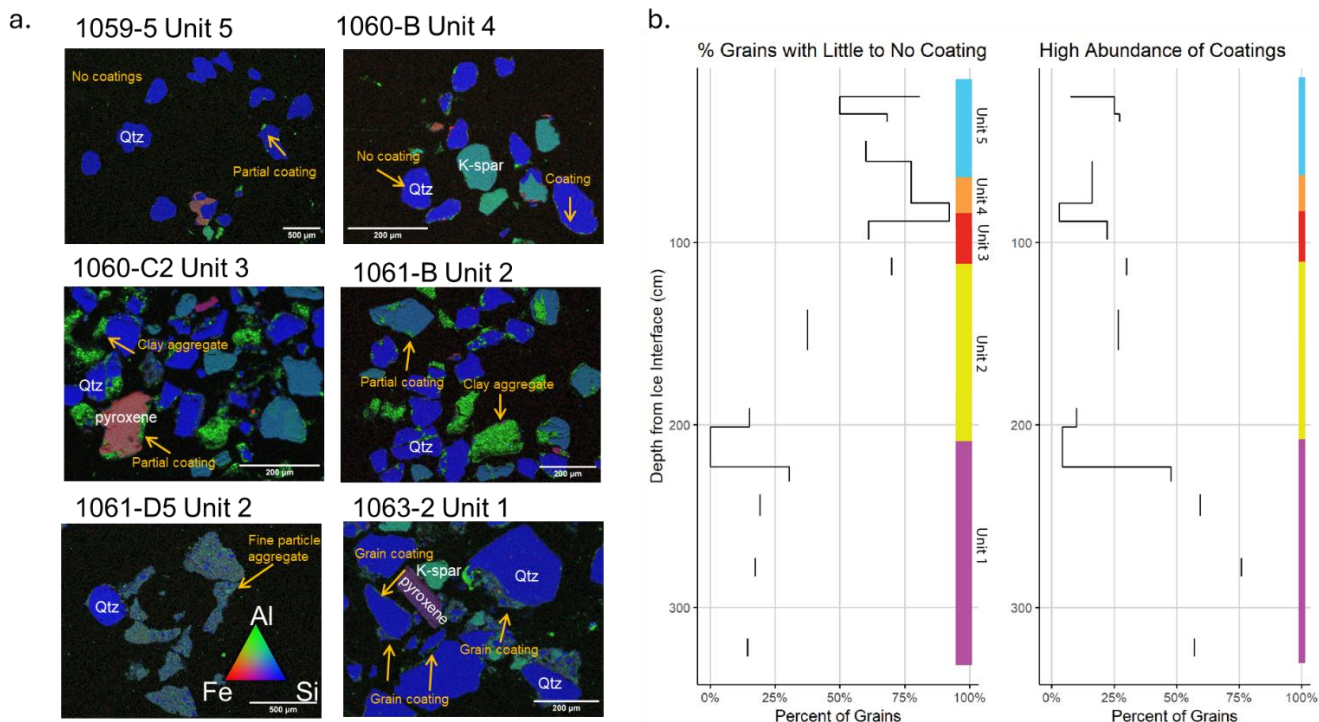 a.
1059-5 Unit 5
No coatings
Qtz
Partial coating
500 µm
1060-B Unit 4
No coating
K-spar
Qtz
Coating
200 µm
1060-C2 Unit 3
Clay aggregate
Qtz
pyroxene
Partial coating
200 µm
1061-B Unit 2
Partial coating
Clay aggregate
Qtz
200 µm
1061-D5 Unit 2
Fine particle
aggregate
Qtz
Al
Fe
Si
500 µm
1063-2 Unit 1
Grain coating
K-spar
Qtz
pyroxene
Grain coating
Grain coating
Grain coating
Qtz
200 µm
b.
% Grains with Little to No Coating
High Abundance of Coatings
Depth from Ice Interface (cm)
100
200
300
Unit 5
Unit 4
Unit 3
Unit 2
Unit 1
0%
25%
50%
75%
100%
Percent of Grains
0%
25%
50%
75%
100%
Percent of Grains